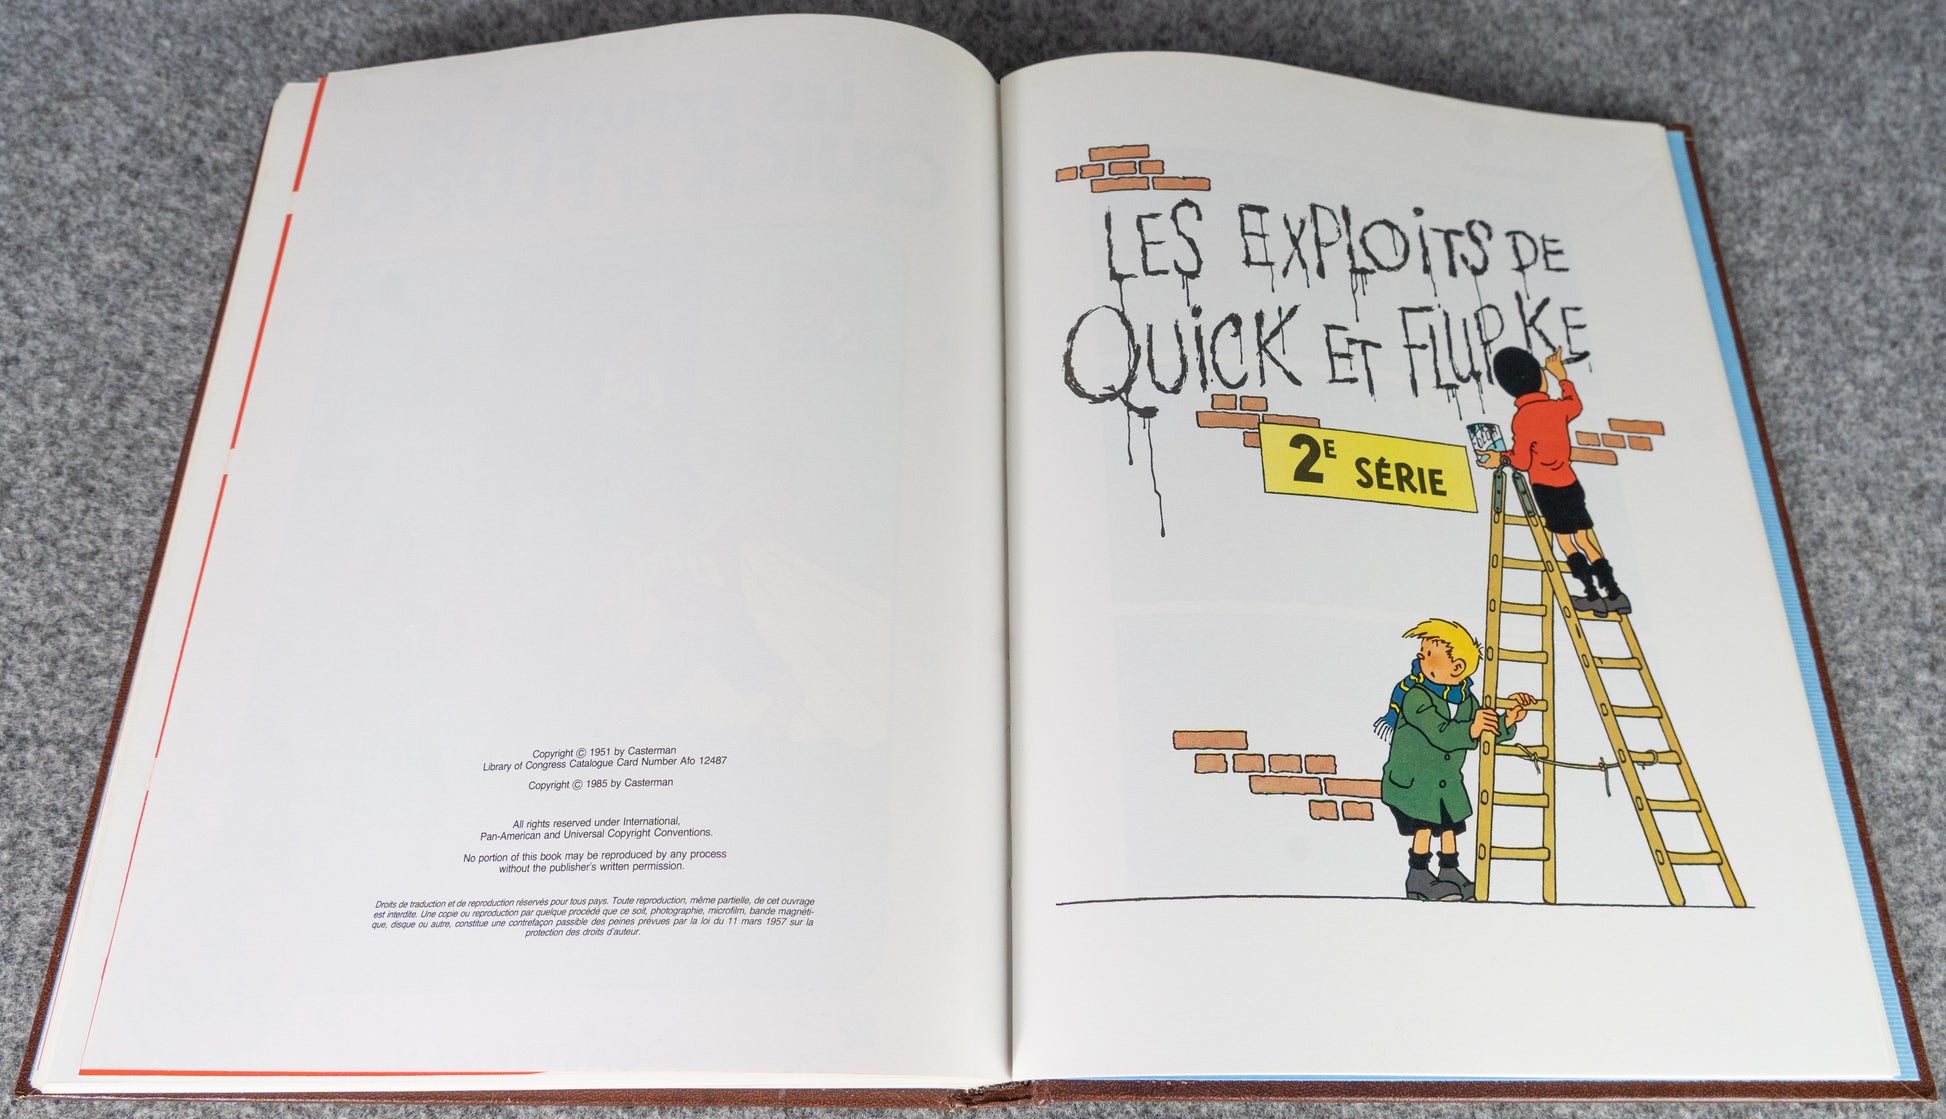 Copyright © 1951 by Casterman
Library of Congress Catalogue Card Number Afo 12487
Copyright © 1985 by Casterman
All rights reserved under International,
Pan-American and Universal Copyright Conventions.
No portion of this book may be reproduced by any process
without the publisher's written permission.
Droits de traduction et de reproduction réservés pour tous pays. Toute reproduction, même partielle, de cet ouvrage
est interdite. Une copie ou reproduction par quelque procédé que ce soit, photographie, microfilm, bande magnéti-
que, disque ou autre, constitue une contrefaçon passible des peines prévues par la loi du 11 mars 1957 sur la
protection des droits d'auteur.
LES EXPLOITS DE
QUICK ET FLUPKE
2E SÉRIE